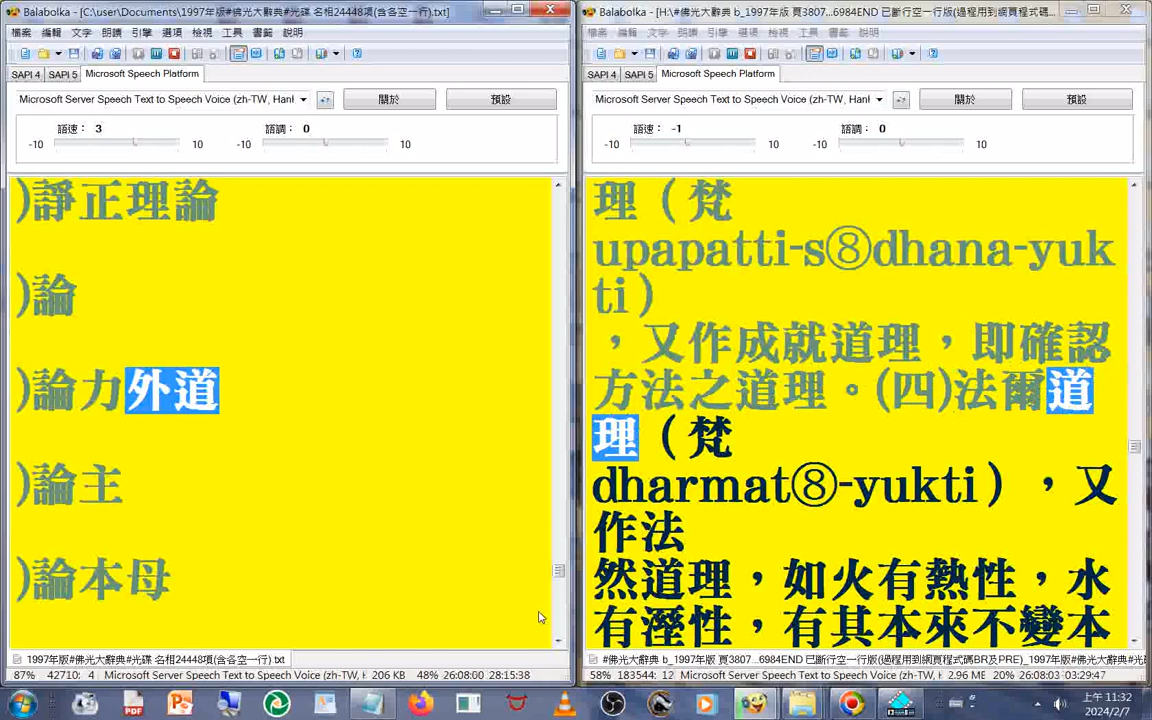 Balabolka - [C:\user\Documents\1997年版#佛光大辭典#光碟 名相24448項(含各空一行).txt]
檔案 編輯 文字 朗讀 引擎 選項 檢視 工具 書籤 說明
SAPI 4 SAPI 5 Microsoft Speech Platform
Microsoft Server Speech Text to Speech Voice (zh-TW, Hanl
關於 預設
語速： 3 語調： 0
-10 10 -10 10
)諍正理論
)論
)論力外道
)論主
)論本母
1997年版#佛光大辭典#光碟 名相24448項(含各空一行).txt
87% 42710: 4 Microsoft Server Speech Text to Speech Voice (zh-TW, H 206 KB 48% 26:08:00 28:15:38
Balabolka - [H:\#佛光大辭典 b_1997年版 頁3807...6984END 已斷行空一行版(過程用到網頁程式碼
檔案 編輯 文字 朗讀 引擎 選項 檢視 工具 書籤 說明
SAPI 4 SAPI 5 Microsoft Speech Platform
Microsoft Server Speech Text to Speech Voice (zh-TW, Hanl
關於 預設
語速： -1 語調： 0
-10 10 -10 10
理（梵
upapatti-s⑧dhana-yuk
ti）
，又作成就道理，即確認
方法之道理。(四)法爾道
理（梵
dharmat⑧-yukti），又
作法
然道理，如火有熱性，水
有溼性，有其本來不變本
#佛光大辭典 b_1997年版 頁3807...6984END 已斷行空一行版(過程用到網頁程式碼BR及PRE)_1997年版#佛光
58% 183544: 12 Microsoft Server Speech Text to Speech Voice (zh-TW, H 2.96 MB 20% 26:08:03 -03:29:47
上午 11:32
2024/2/7